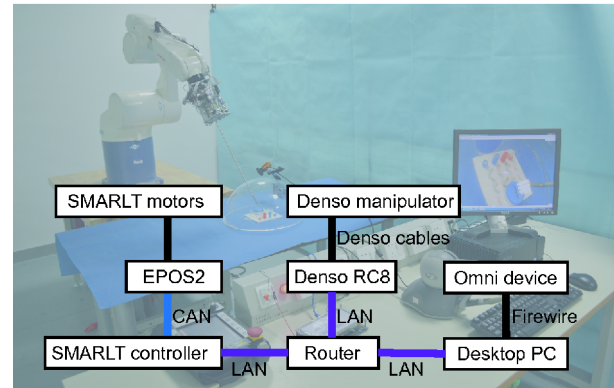 SMARLT motors
Denso manipulator
Denso cables
EPOS2
Denso RC8
Omni device
CAN
LAN
Firewire
SMARLT controller
LAN
Router
LAN
Desktop PC